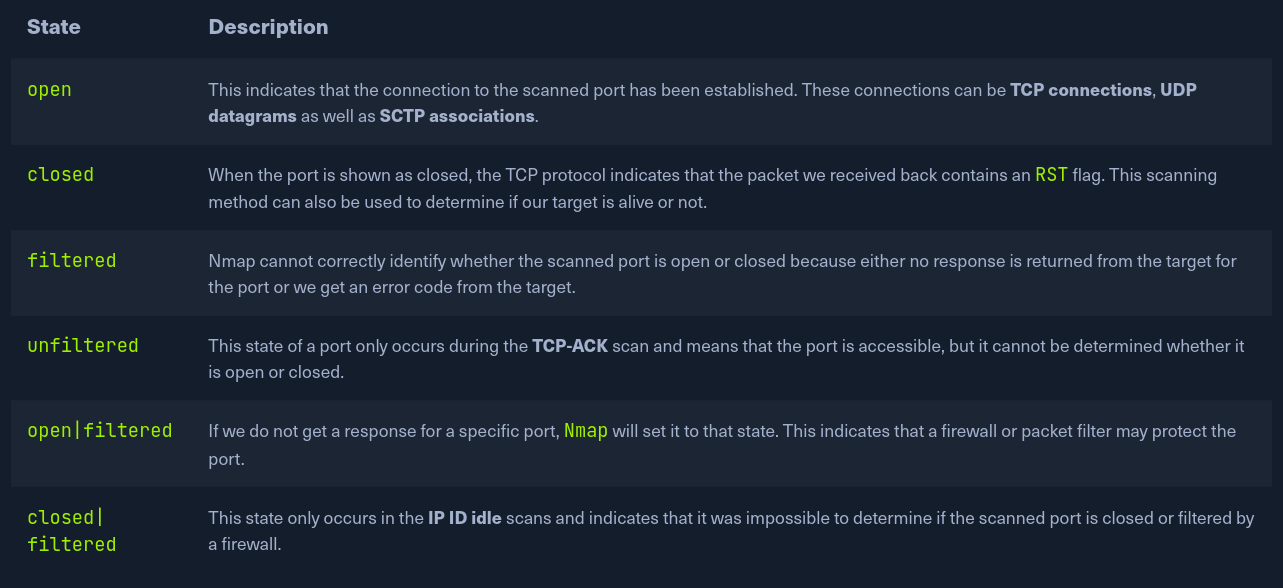 State Description
open This indicates that the connection to the scanned port has been established. These connections can be TCP connections, UDP
datagrams as well as SCTP associations.
closed When the port is shown as closed, the TCP protocol indicates that the packet we received back contains an RST flag. This scanning
method can also be used to determine if our target is alive or not.
filtered Nmap cannot correctly identify whether the scanned port is open or closed because either no response is returned from the target for
the port or we get an error code from the target.
unfiltered This state of a port only occurs during the TCP-ACK scan and means that the port is accessible, but it cannot be determined whether it
is open or closed.
open|filtered If we do not get a response for a specific port, Nmap will set it to that state. This indicates that a firewall or packet filter may protect the
port.
closed| This state only occurs in the IP ID idle scans and indicates that it was impossible to determine if the scanned port is closed or filtered by
filtered a firewall.